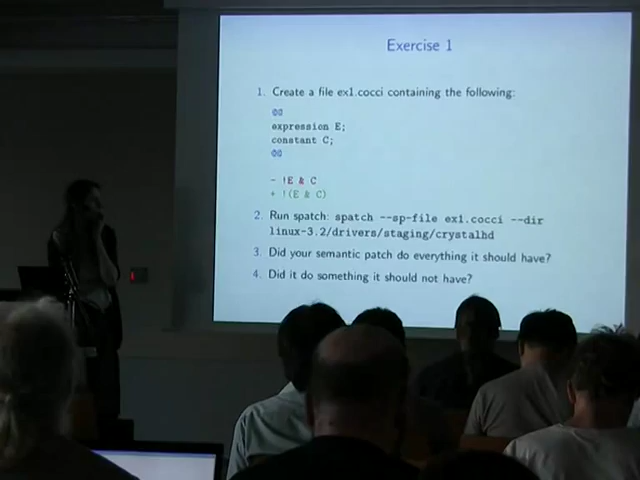 Exercise 1
1. Create a file ex1.cocci containing the following:
@@
expression E;
constant C;
@@
- !E & C
+ !(E & C)
2. Run spatch: spatch --sp-file ex1.cocci --dir
linux-3.2/drivers/staging/crystalhd
3. Did your semantic patch do everything it should have?
4. Did it do something it should not have?